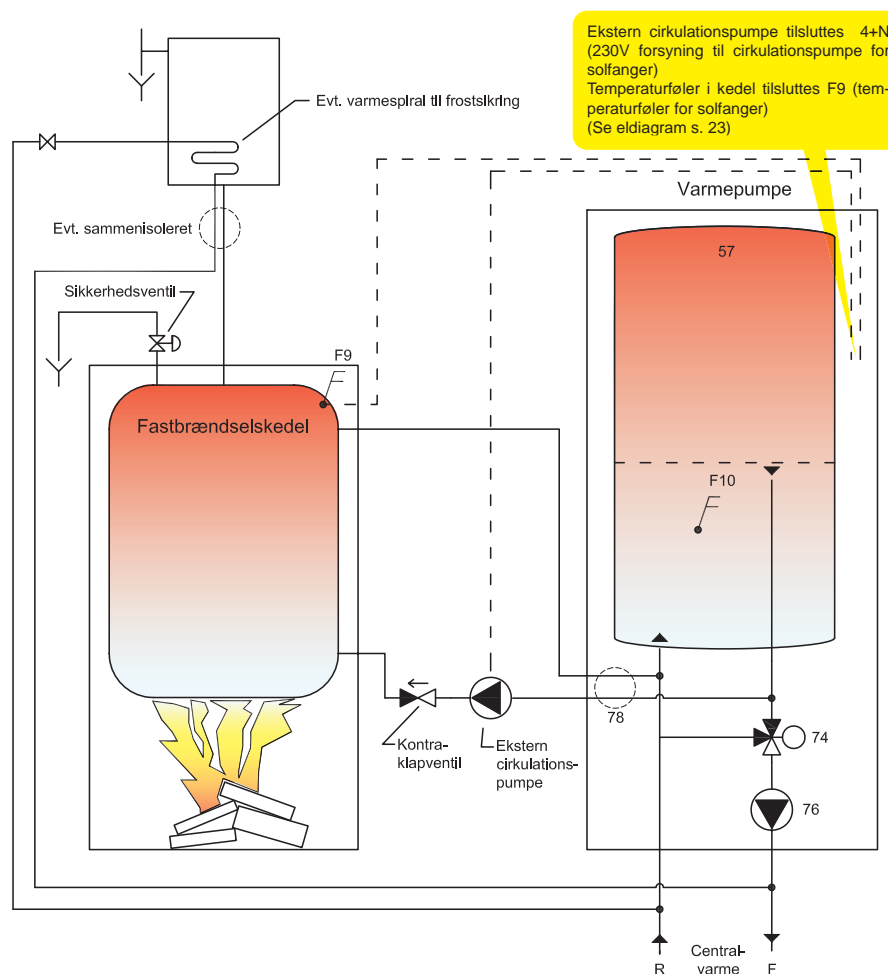 Ekstern cirkulationspumpe tilsluttes 4+N
(230V forsyning til cirkulationspumpe for
solfanger)
Temperaturføler i kedel tilsluttes F9 (tem-
peraturføler for solfanger)
(Se eldiagram s. 23)
Evt. varmespiral til frostsikring
Varmepumpe
Evt. sammenisoleret
57
Sikkerhedsventil
F9
Fastbrændselskedel
F10
78
Kontra-
klapventil
Ekstern
cirkulations-
pumpe
74
76
R
Central-
varme
F